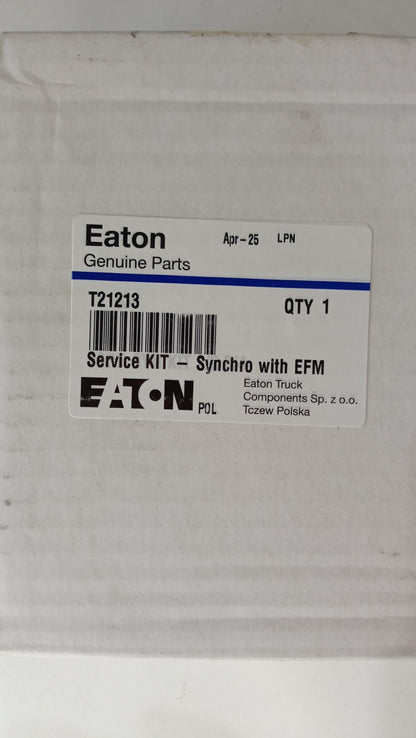 Eaton Apr-25 LPN
Genuine Parts
T21213 QTY 1
Service KIT - Synchro with EFM
EATON POL
Eaton Truck
Components Sp. z o.o.
Tczew Polska